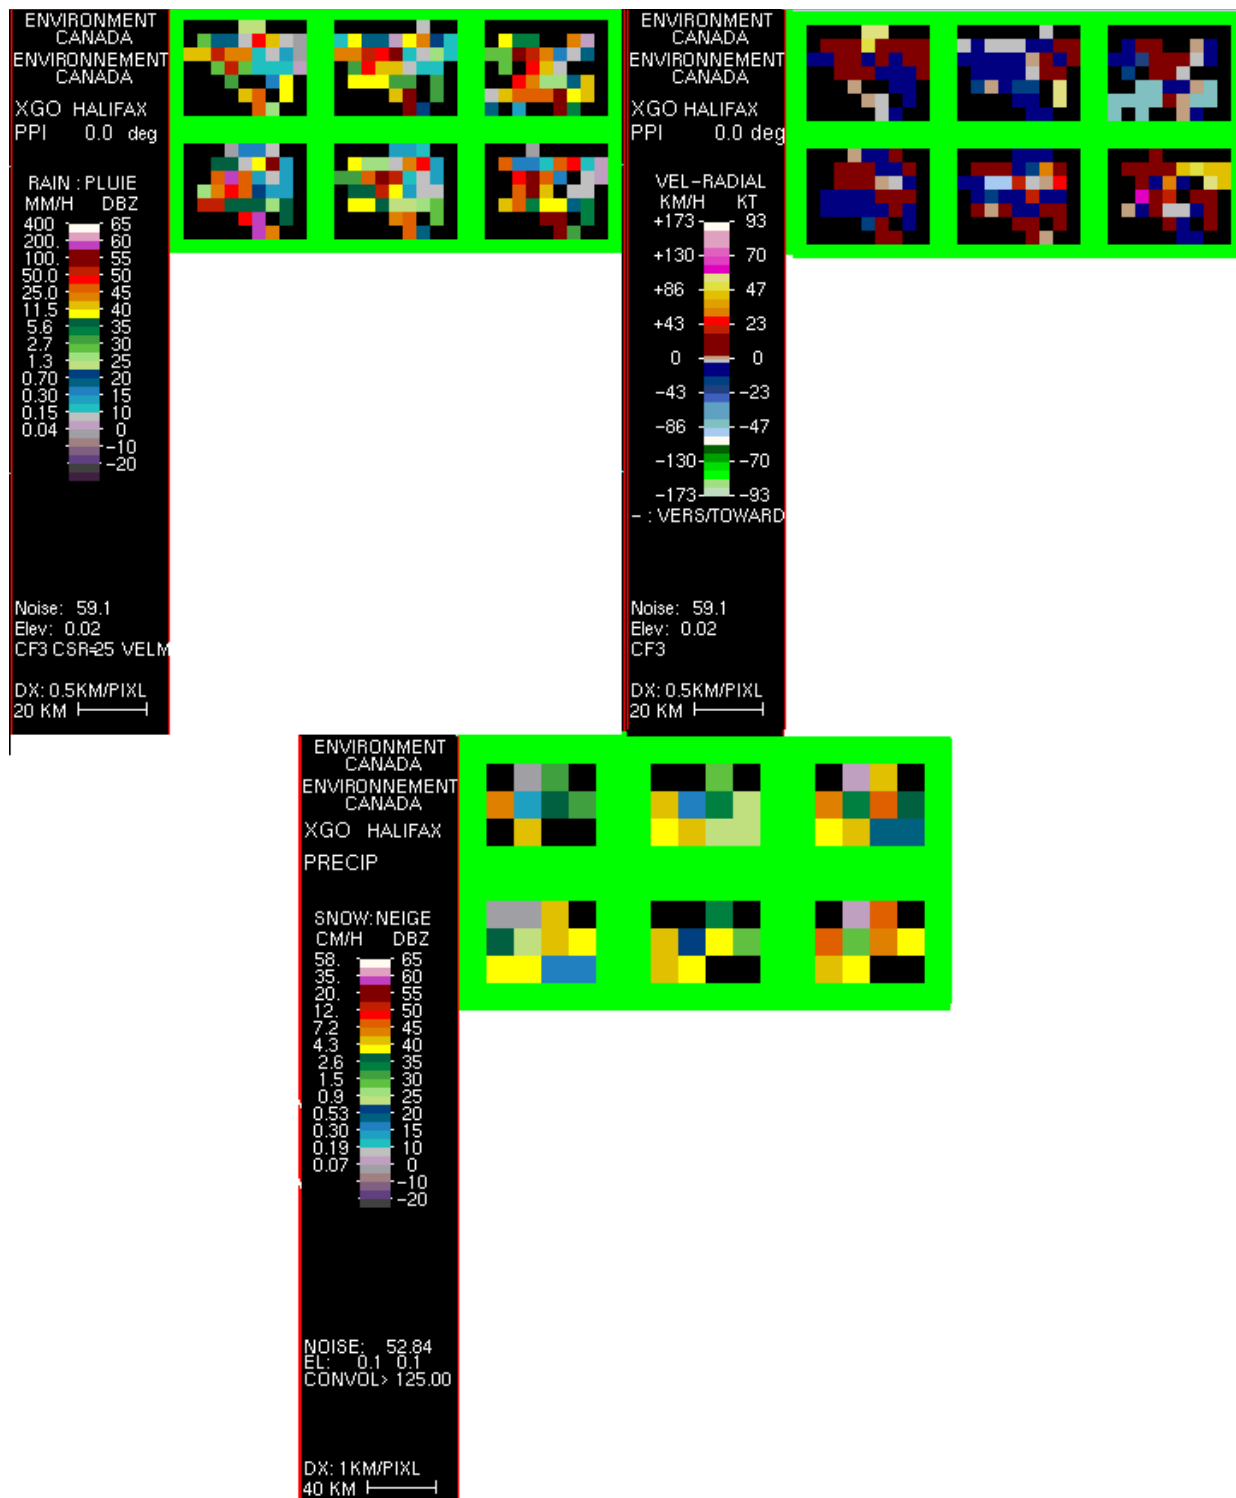 ENVIRONMENT
CANADA
ENVIRONNEMENT
CANADA
XGO HALIFAX
PPI 0.0 deg
RAIN : PLUIE
MM/H DBZ
400 65
200. 60
100. 55
50.0 50
25.0 45
11.5 40
5.6 35
2.7 30
1.3 25
0.70 20
0.30 15
0.15 10
0.04 0
-10
-20
Noise: 59.1
Elev: 0.02
CF3 CSR=25 VELM
DX: 0.5KM/PIXL
20 KM
ENVIRONMENT
CANADA
ENVIRONNEMENT
CANADA
XGO HALIFAX
PPI 0.0 deg
VEL-RADIAL
KM/H KT
+173 93
+130 70
+86 47
+43 23
0 0
-43 -23
-86 -47
-130 -70
-173 -93
- : VERS/TOWARD
Noise: 59.1
Elev: 0.02
CF3
DX: 0.5KM/PIXL
20 KM
ENVIRONMENT
CANADA
ENVIRONNEMENT
CANADA
XGO HALIFAX
PRECIP
SNOW:NEIGE
CM/H DBZ
58. 65
35. 60
20. 55
12. 50
7.2 45
4.3 40
2.6 35
1.5 30
0.9 25
0.53 20
0.30 15
0.19 10
0.07 0
-10
-20
NOISE: 52.84
EL: 0.1 0.1
CONVOL> 125.00
DX: 1KM/PIXL
40 KM